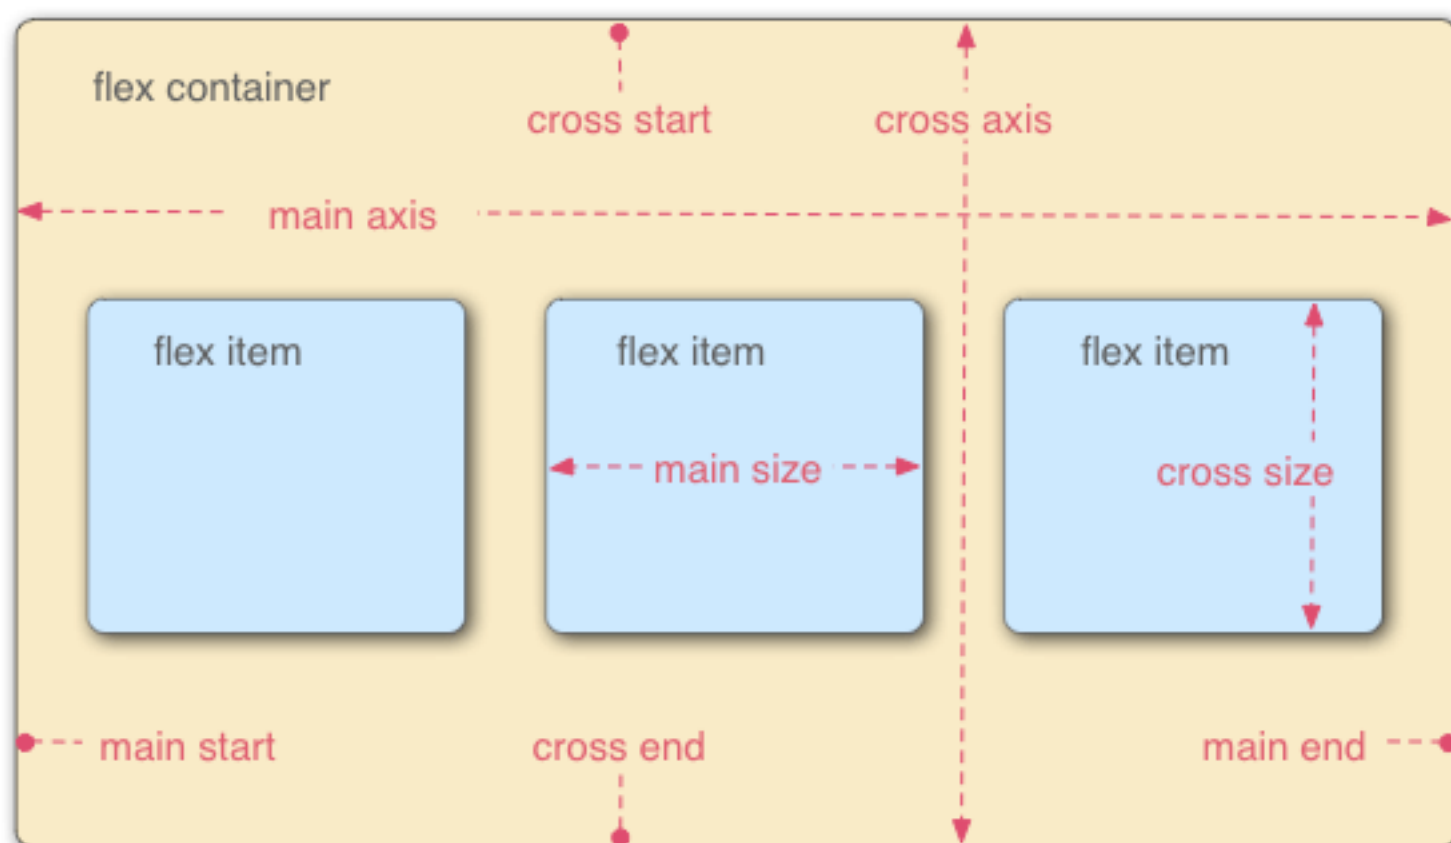 flex container
cross start
cross axis
main axis
flex item
flex item
flex item
main size
cross size
main start
cross end
main end